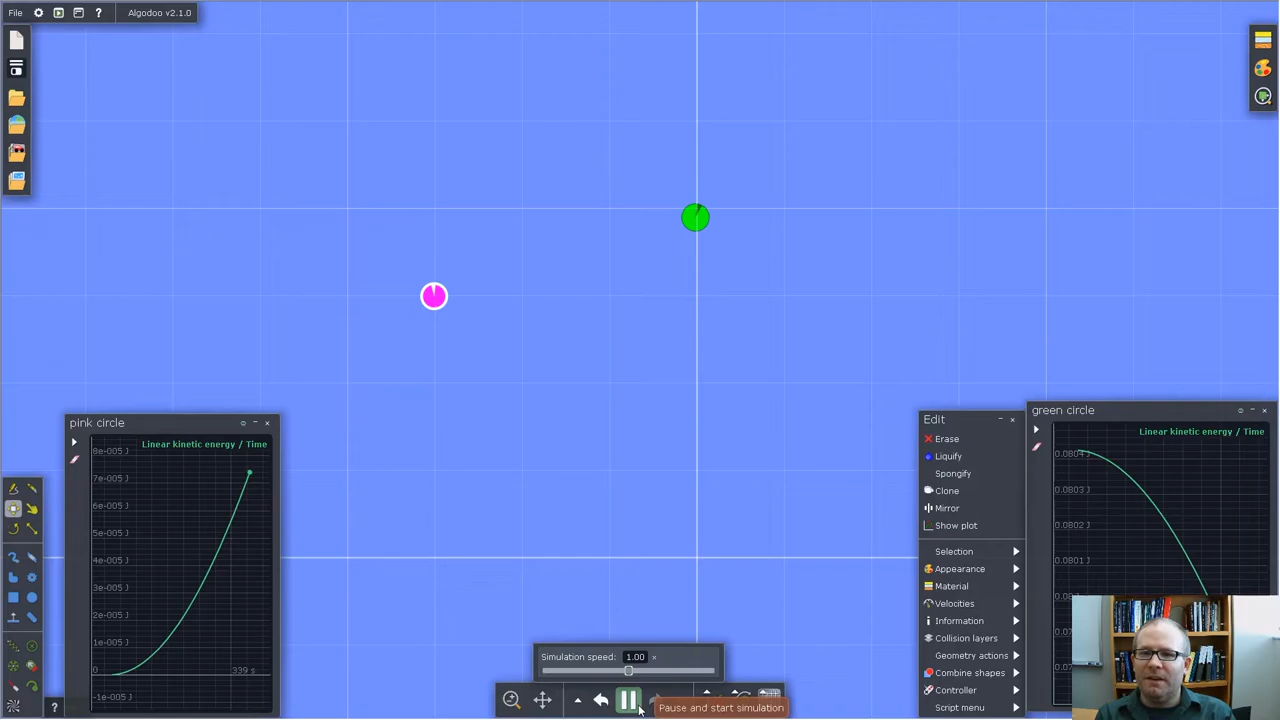 File
?
Algodoo v2.1.0
pink circle
Linear kinetic energy / Time
8e-005 J
7e-005 J
6e-005 J
5e-005 J
4e-005 J
3e-005 J
2e-005 J
1e-005 J
0
339 s
-1e-005 J
?
Simulation speed: 1.00 ×
Pause and start simulation
Edit
Erase
Liquify
Spongify
Clone
Mirror
Show plot
Selection
Appearance
Material
Velocities
Information
Collision layers
Geometry actions
Combine shapes
Controller
Script menu
green circle
Linear kinetic energy / Time
0.0804 J
0.0803 J
0.0802 J
0.0801 J